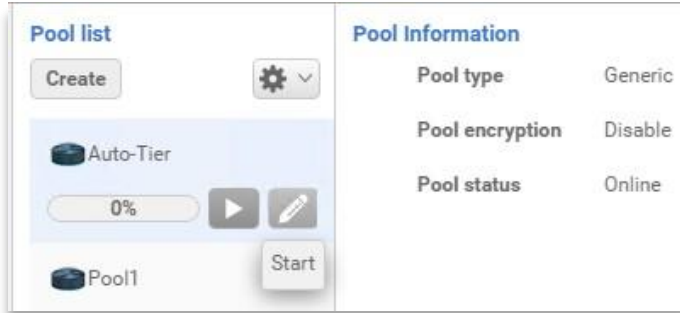 Pool list
Create
Auto-Tier
0%
Start
Pool1
Pool Information
Pool type Generic
Pool encryption Disable
Pool status Online